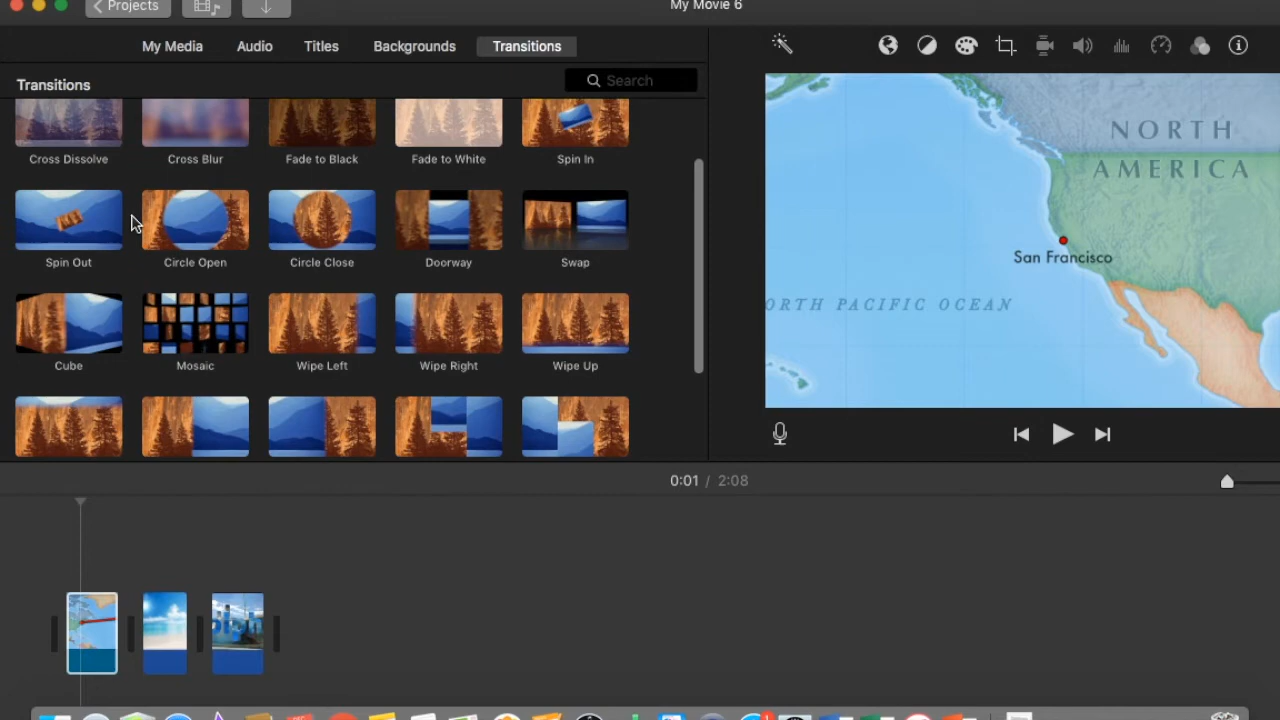 Projects
My Movie 6
My Media Audio Titles Backgrounds Transitions
Transitions
Search
Cross Dissolve Cross Blur Fade to Black Fade to White Spin In
Spin Out Circle Open Circle Close Doorway Swap
Cube Mosaic Wipe Left Wipe Right Wipe Up
NORTH
AMERICA
San Francisco
ORTH PACIFIC OCEAN
0:01 / 2:08